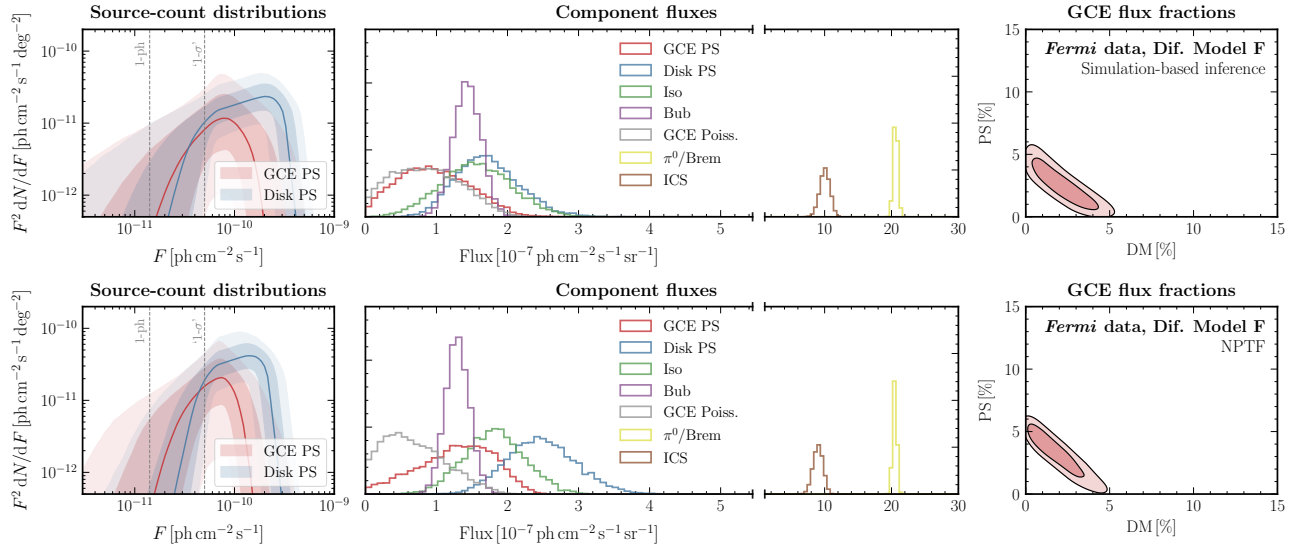 Source-count distributions
Component fluxes
GCE flux fractions
F² dN/dF [ph cm⁻² s⁻¹ deg⁻²]
10⁻¹⁰
10⁻¹¹
10⁻¹²
1-ph
'1-σ'
GCE PS
Disk PS
10⁻¹¹ 10⁻¹⁰ 10⁻⁹
F [ph cm⁻² s⁻¹]
GCE PS
Disk PS
Iso
Bub
GCE Poiss.
π⁰/Brem
ICS
0 1 2 3 4 5 10 20 30
Flux [10⁻⁷ ph cm⁻² s⁻¹ sr⁻¹]
Fermi data, Dif. Model F
Simulation-based inference
PS [%]
15
10
5
0
0 5 10 15
DM [%]
Source-count distributions
Component fluxes
GCE flux fractions
F² dN/dF [ph cm⁻² s⁻¹ deg⁻²]
10⁻¹⁰
10⁻¹¹
10⁻¹²
1-ph
'1-σ'
GCE PS
Disk PS
10⁻¹¹ 10⁻¹⁰ 10⁻⁹
F [ph cm⁻² s⁻¹]
GCE PS
Disk PS
Iso
Bub
GCE Poiss.
π⁰/Brem
ICS
0 1 2 3 4 5 10 20 30
Flux [10⁻⁷ ph cm⁻² s⁻¹ sr⁻¹]
Fermi data, Dif. Model F
NPTF
PS [%]
15
10
5
0
0 5 10 15
DM [%]